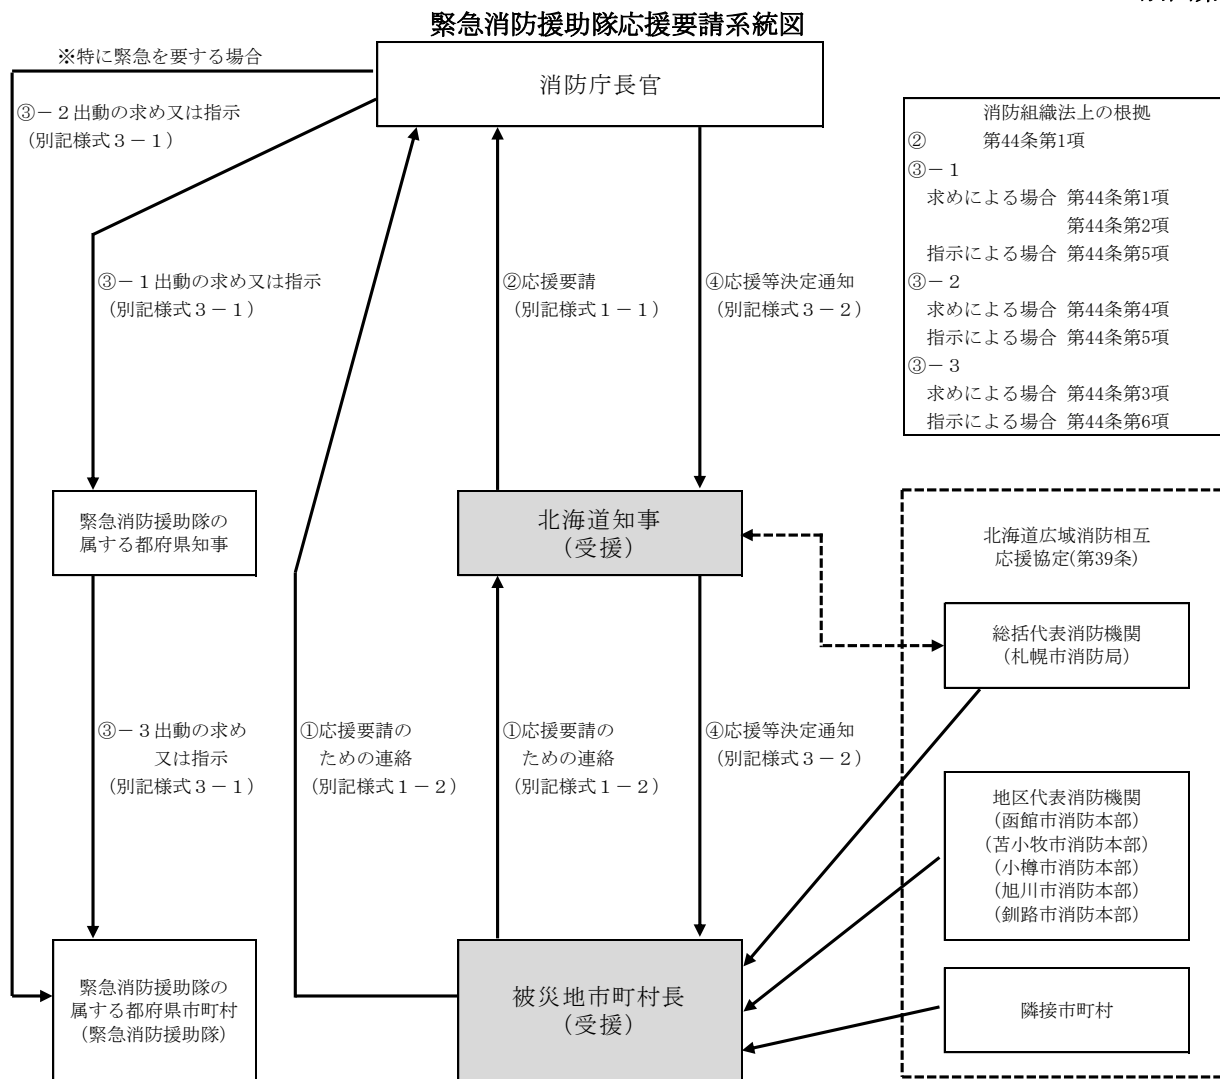 緊急消防援助隊応援要請系統図
※特に緊急を要する場合
消防庁長官
③－２出動の求め又は指示
（別記様式３－１）
消防組織法上の根拠
② 第44条第1項
③－１
求めによる場合 第44条第1項
第44条第2項
指示による場合 第44条第5項
③－２
求めによる場合 第44条第4項
指示による場合 第44条第5項
③－３
求めによる場合 第44条第3項
指示による場合 第44条第6項
③－１出動の求め又は指示
（別記様式３－１）
②応援要請
（別記様式１－１）
④応援等決定通知
（別記様式３－２）
緊急消防援助隊の
属する都府県知事
北海道知事
（受援）
北海道広域消防相互
応援協定(第39条)
総括代表消防機関
（札幌市消防局）
③－３出動の求め
又は指示
（別記様式３－１）
①応援要請の
ための連絡
（別記様式１－２）
①応援要請の
ための連絡
（別記様式１－２）
④応援等決定通知
（別記様式３－２）
地区代表消防機関
（函館市消防本部）
（苫小牧市消防本部）
（小樽市消防本部）
（旭川市消防本部）
（釧路市消防本部）
緊急消防援助隊の
属する都府県市町村
（緊急消防援助隊）
被災地市町村長
（受援）
隣接市町村